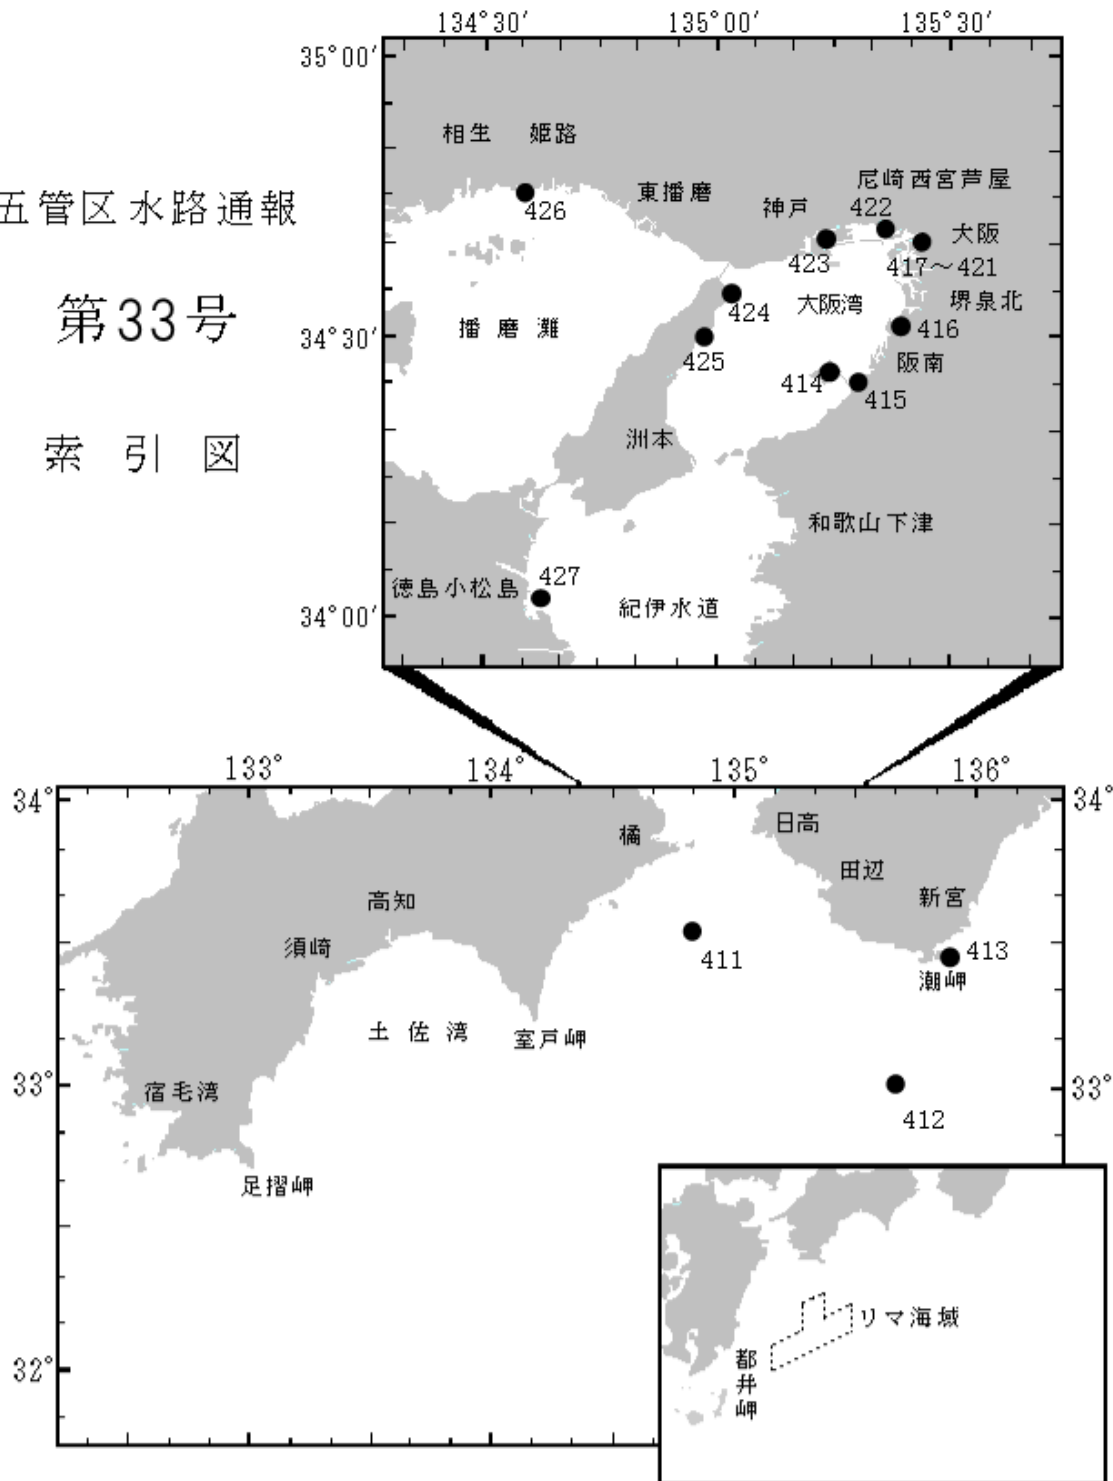 134°30′ 135°00′ 135°30′
35°00′
相生 姫路
尼崎西宮芦屋
東播磨
五管区水路通報
426
神戸
422
大阪
423
417～421
第33号
424
大阪湾
堺泉北
播磨灘
34°30′
416
425
阪南
414
415
索引図
洲本
和歌山下津
427
徳島小松島
紀伊水道
34°00′
133° 134° 135° 136°
34° 34°
橘
日高
田辺
高知
新宮
須崎
411
413
潮岬
土佐湾
室戸岬
33° 33°
宿毛湾
412
足摺岬
リマ海域
都井岬
32°